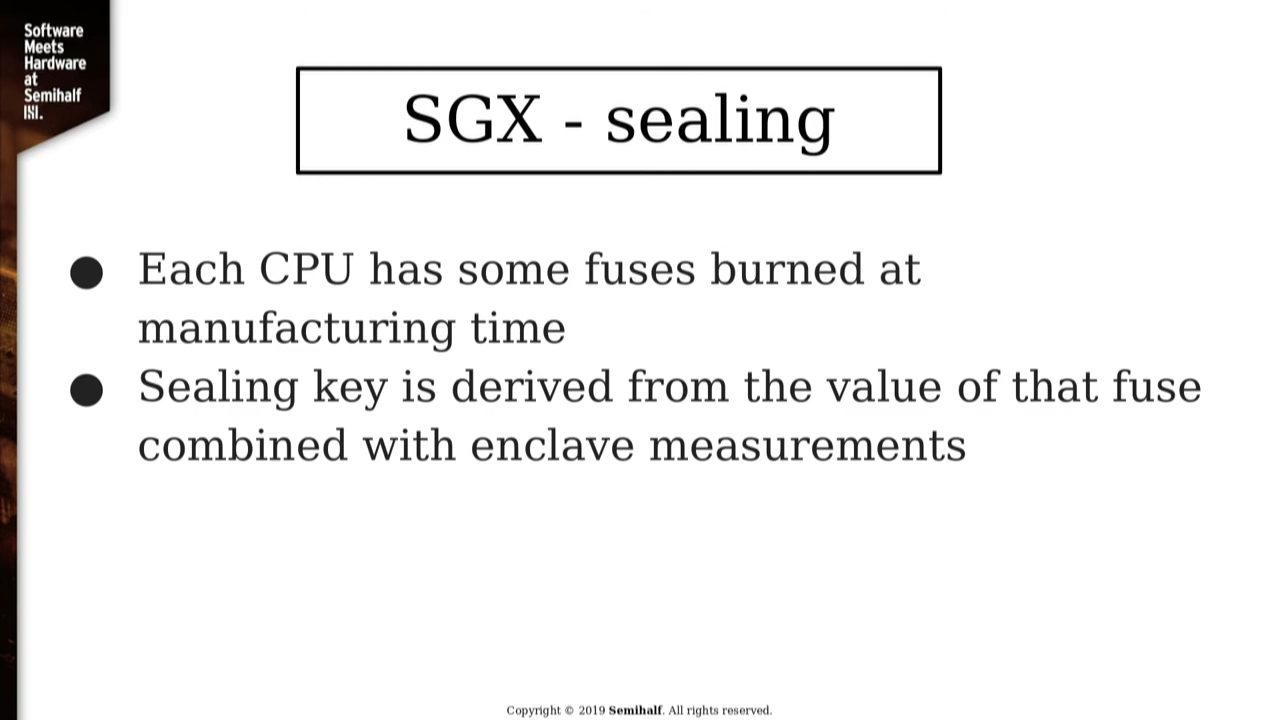 Software
Meets
Hardware
at
Semihalf
SGX - sealing
● Each CPU has some fuses burned at
manufacturing time
● Sealing key is derived from the value of that fuse
combined with enclave measurements
Copyright © 2019 Semihalf. All rights reserved.